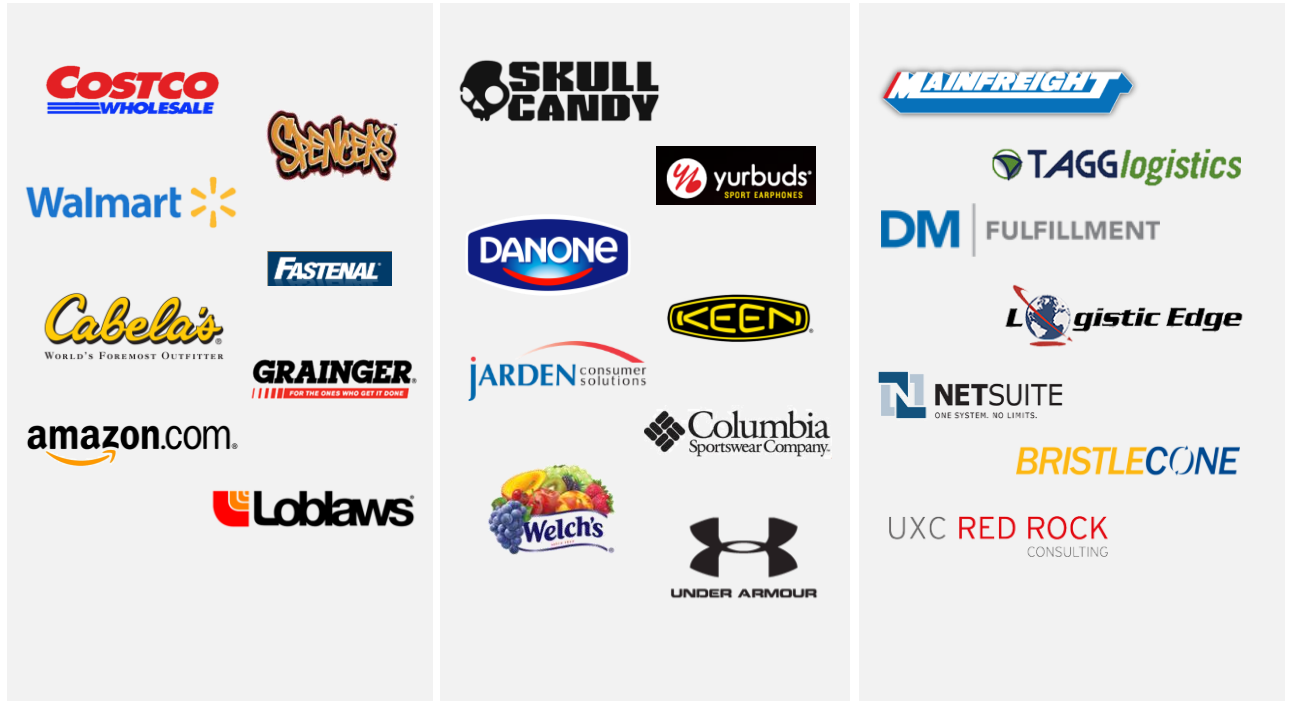 COSTCO
WHOLESALE
SPENCER'S
Walmart
FASTENAL®
Cabela's®
WORLD'S FOREMOST OUTFITTER
GRAINGER®
FOR THE ONES WHO GET IT DONE
amazon.com®
Loblaws®
SKULL
CANDY
yurbuds®
SPORT EARPHONES
DANONE
KEEN®
JARDEN consumer
solutions
Columbia
Sportswear Company®
Welch's®
UNDER ARMOUR
MAINFREIGHT
TAGG logistics
DM FULFILLMENT
Logistic Edge
NETSUITE
ONE SYSTEM. NO LIMITS.
BRISTLECONE
UXC RED ROCK
CONSULTING